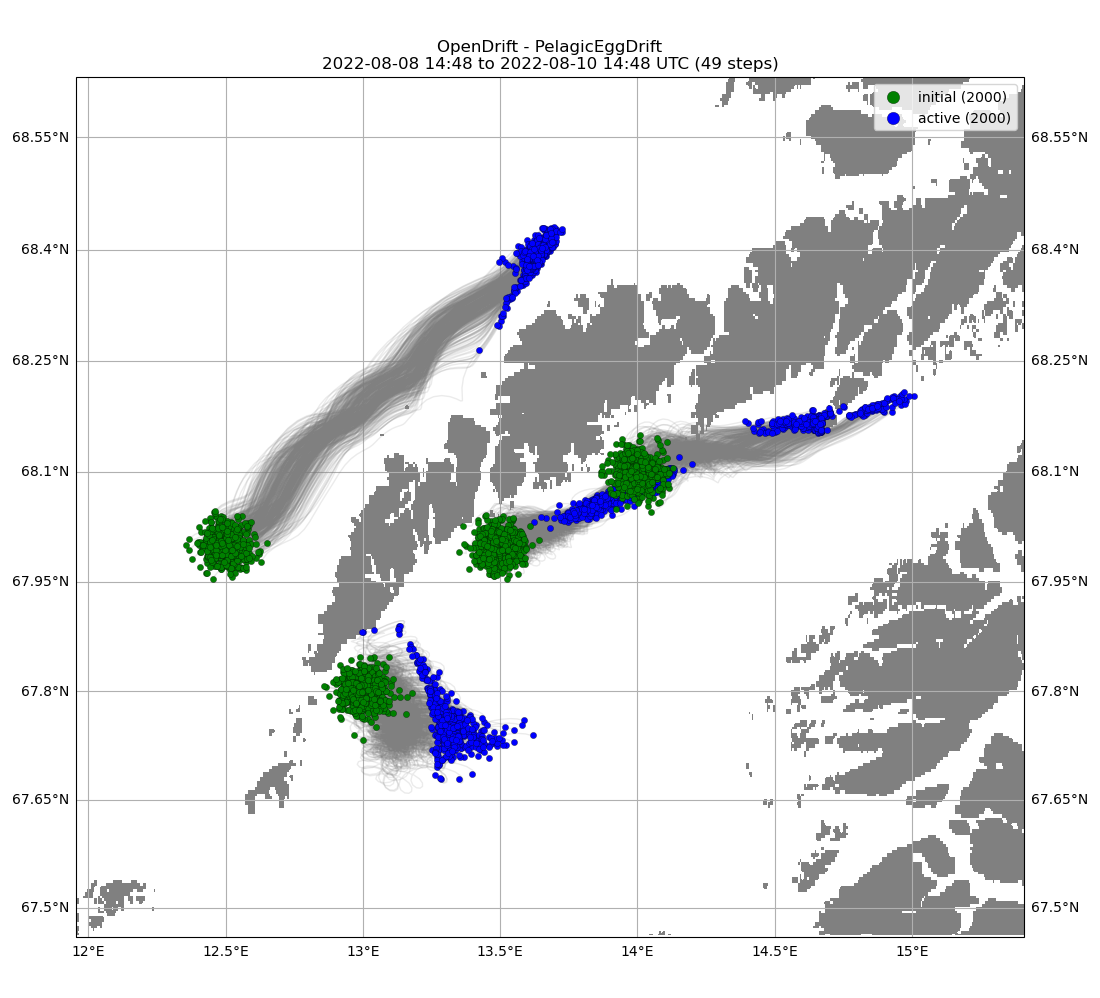 OpenDrift - PelagicEggDrift
2022-08-08 14:48 to 2022-08-10 14:48 UTC (49 steps)
initial (2000)
active (2000)
68.55°N
68.55°N
68.4°N
68.4°N
68.25°N
68.25°N
68.1°N
68.1°N
67.95°N
67.95°N
67.8°N
67.8°N
67.65°N
67.65°N
67.5°N
67.5°N
12°E
12.5°E
13°E
13.5°E
14°E
14.5°E
15°E